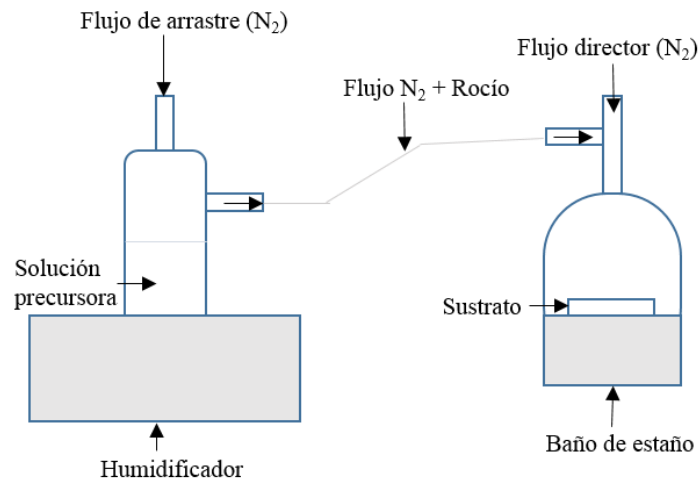 Flujo de arrastre (N₂)
Flujo director (N₂)
Flujo N₂ + Rocío
Solución
precursora
Sustrato
Baño de estaño
Humidificador